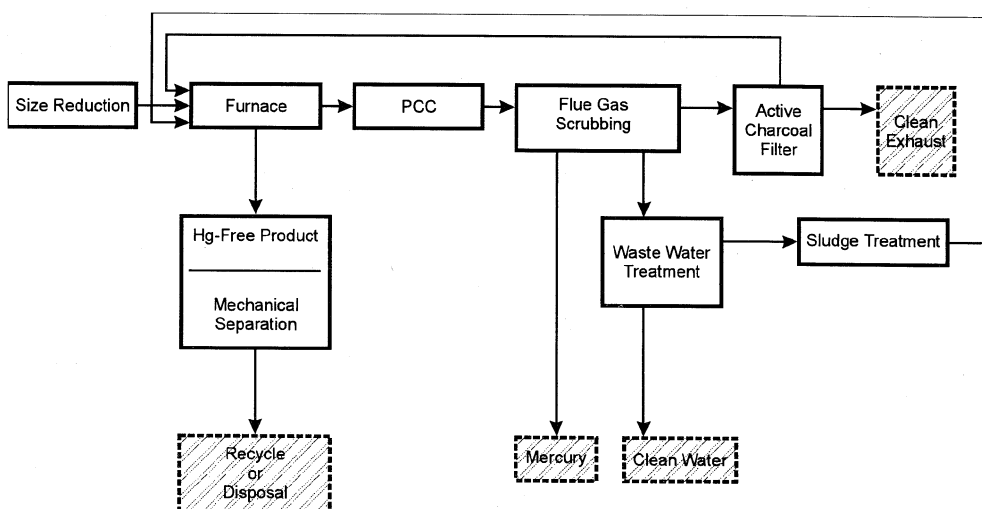 Size Reduction
Furnace
PCC
Flue Gas
Scrubbing
Active
Charcoal
Filter
Clean
Exhaust
Hg-Free Product
Mechanical
Separation
Waste Water
Treatment
Sludge Treatment
Recycle
or
Disposal
Mercury
Clean Water